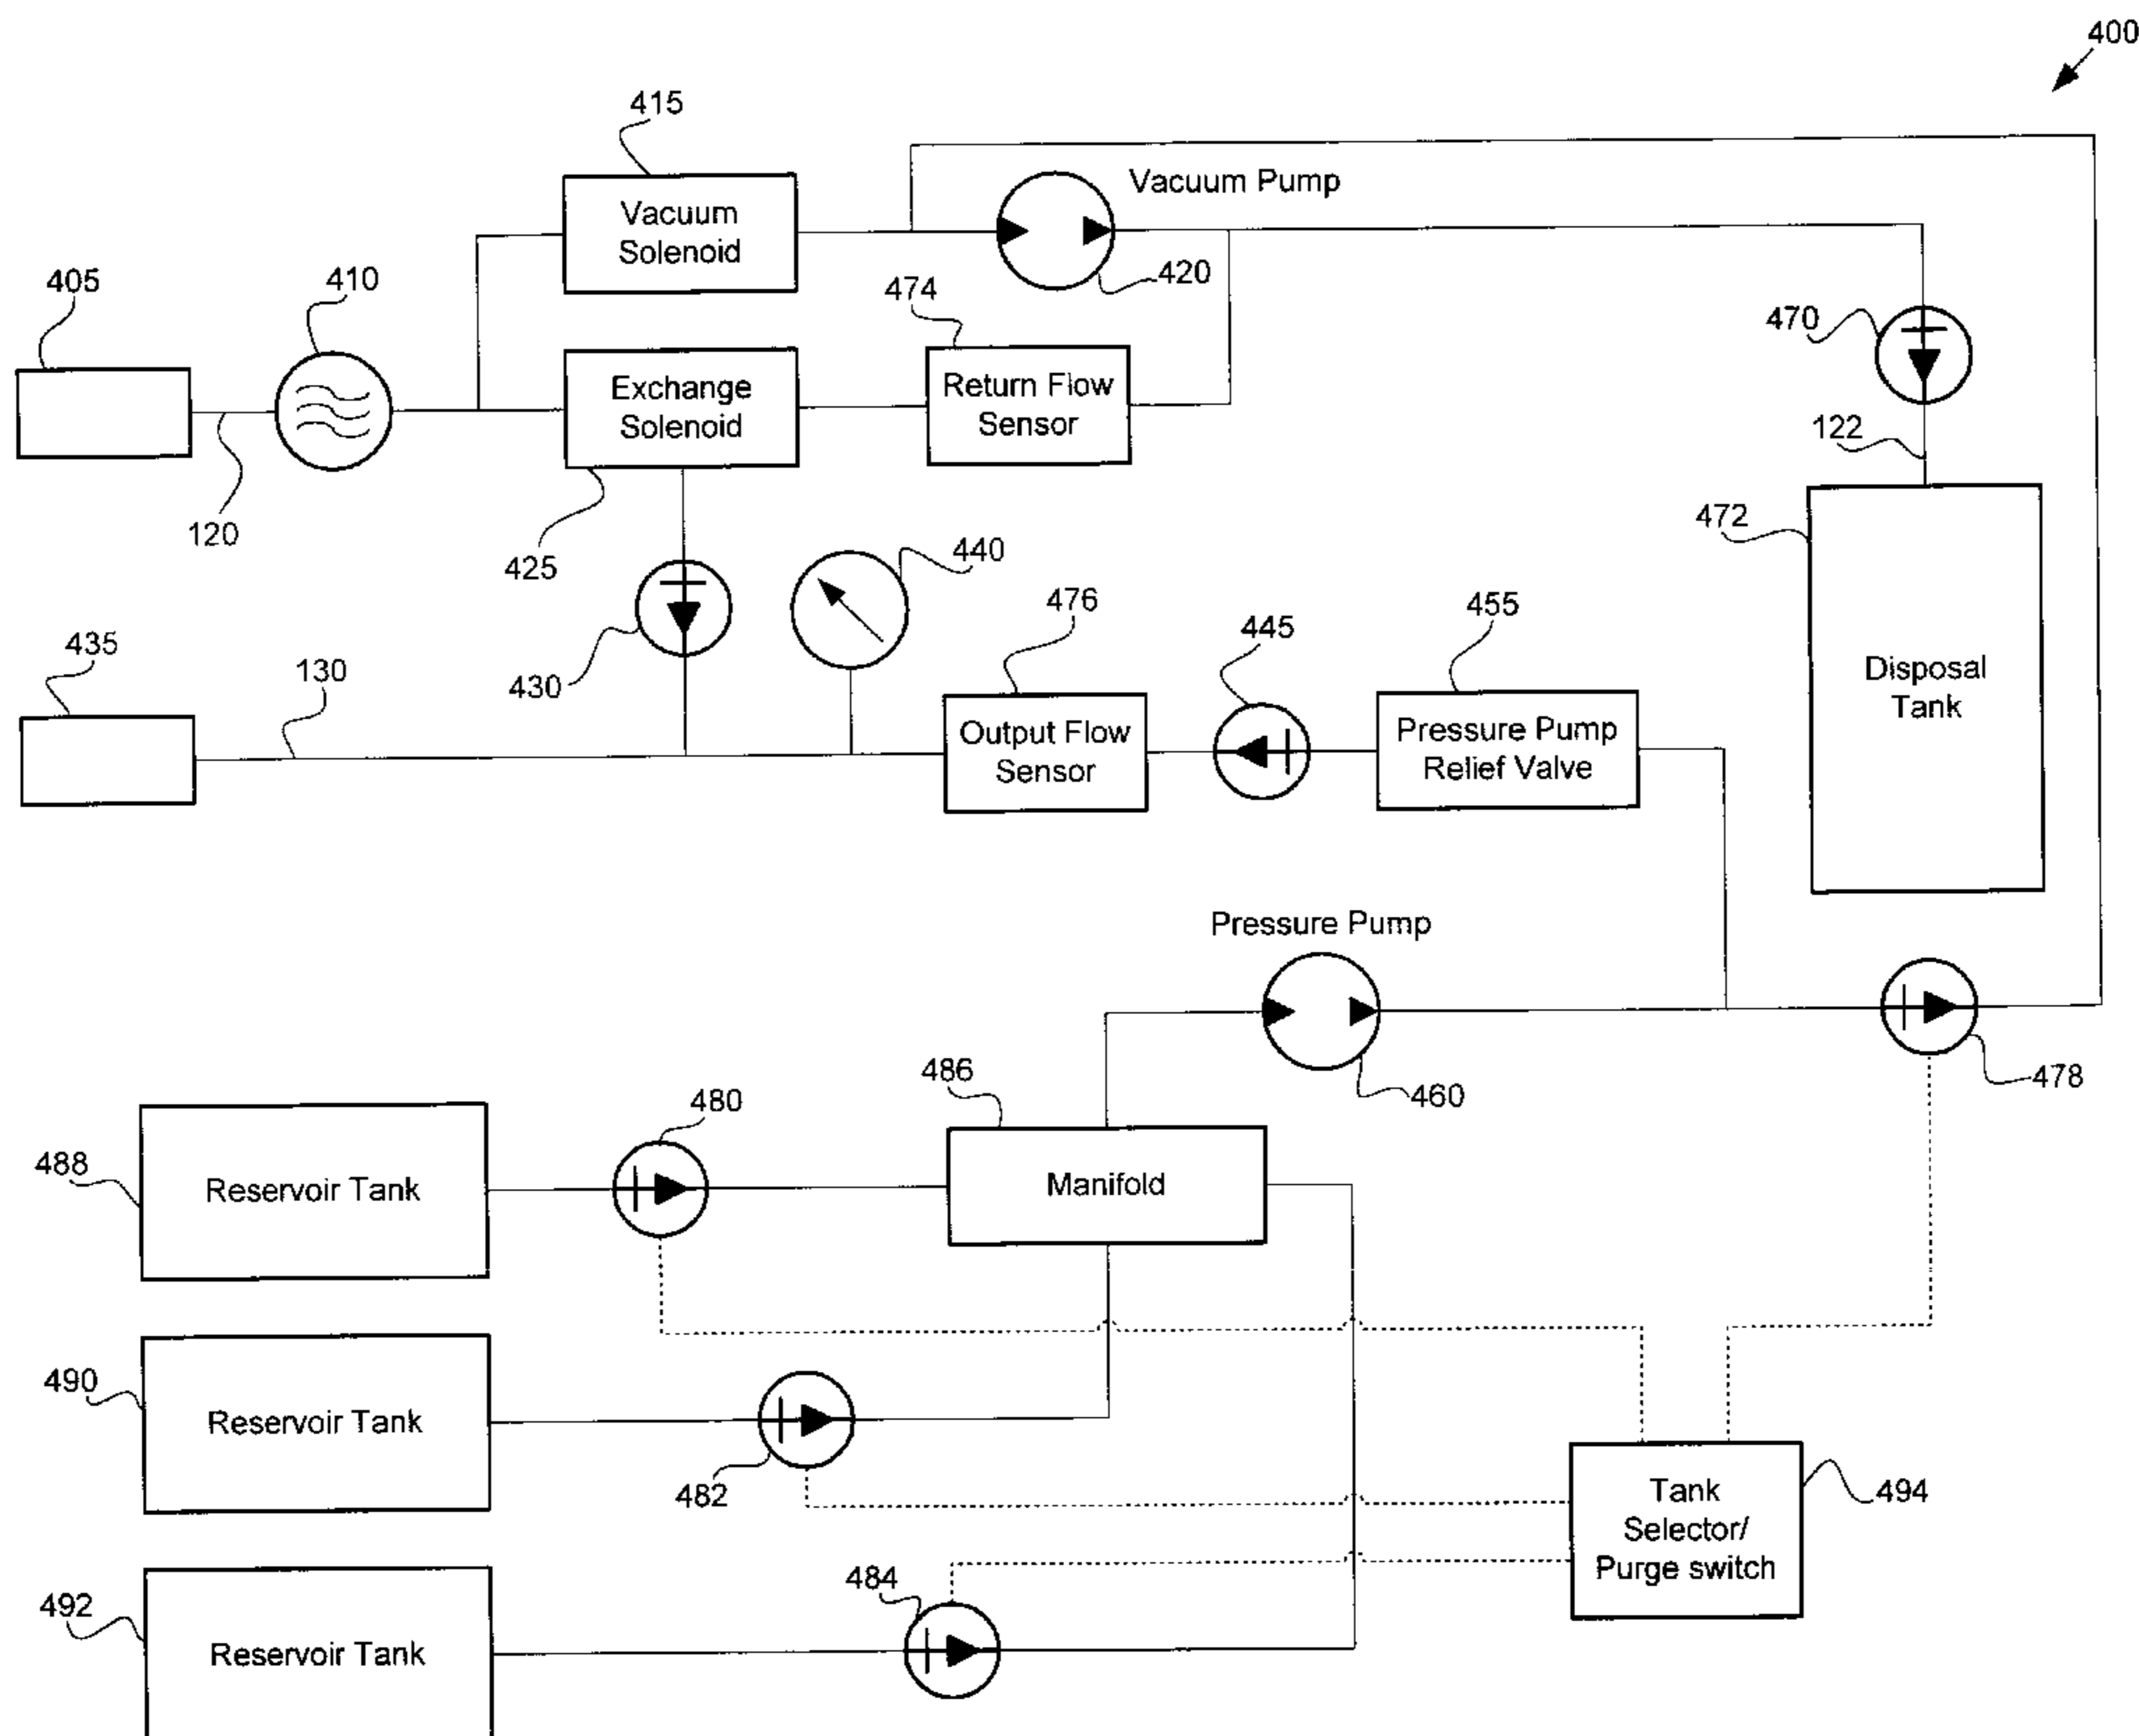 400
415
Vacuum Pump
Vacuum
Solenoid
405
410
474
420
470
Exchange
Solenoid
Return Flow
Sensor
122
120
425
472
440
476
455
445
435
130
430
Disposal
Tank
Output Flow
Sensor
Pressure Pump
Relief Valve
Pressure Pump
486
480
460
478
488
Reservoir Tank
Manifold
490
Reservoir Tank
482
Tank
Selector/
Purge switch
494
484
492
Reservoir Tank